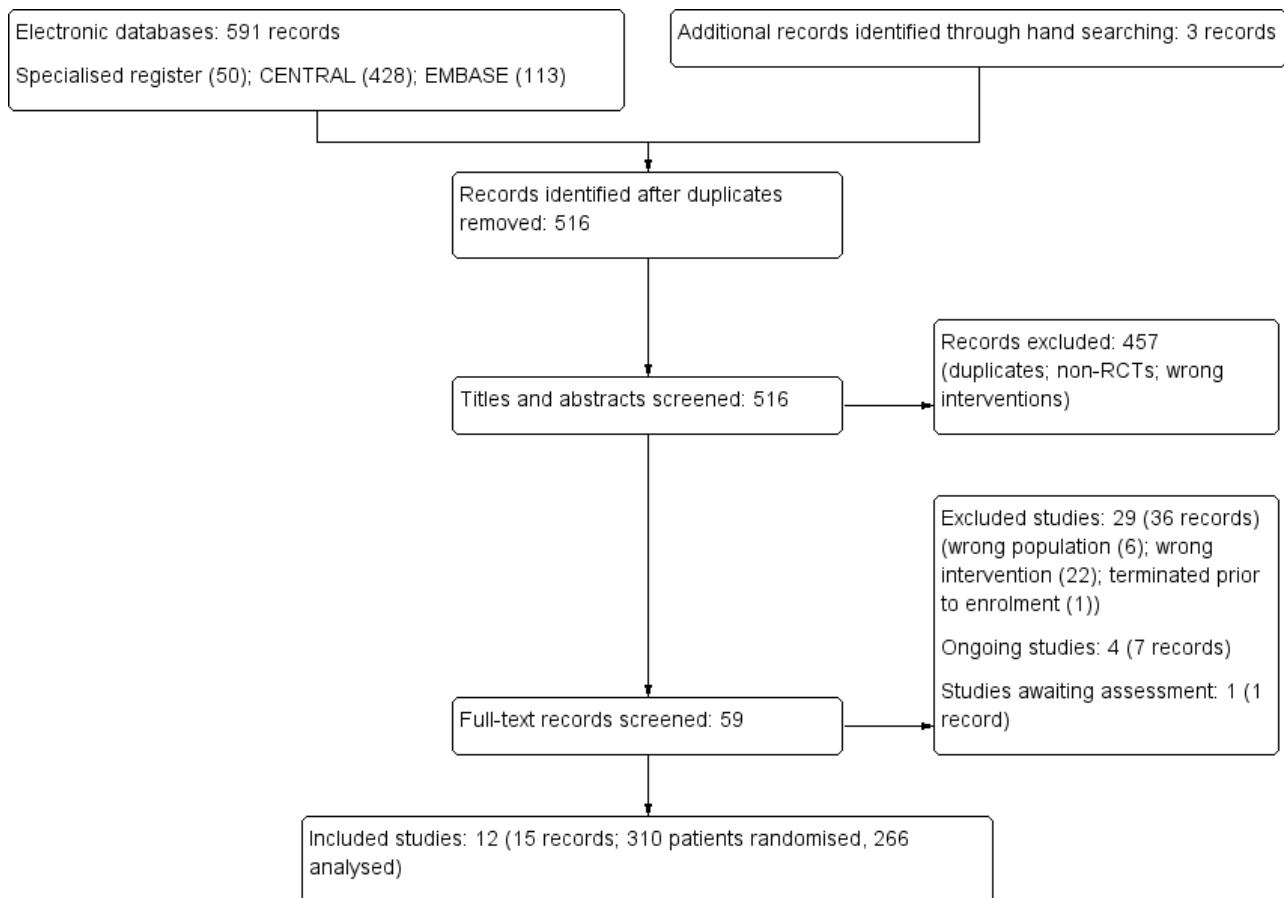 Electronic databases: 591 records
Specialised register (50); CENTRAL (428); EMBASE (113)
Additional records identified through hand searching: 3 records
Records identified after duplicates
removed: 516
Records excluded: 457
(duplicates; non-RCTs; wrong
interventions)
Titles and abstracts screened: 516
Excluded studies: 29 (36 records)
(wrong population (6); wrong
intervention (22); terminated prior
to enrolment (1))
Ongoing studies: 4 (7 records)
Studies awaiting assessment: 1 (1
record)
Full-text records screened: 59
Included studies: 12 (15 records; 310 patients randomised, 266
analysed)